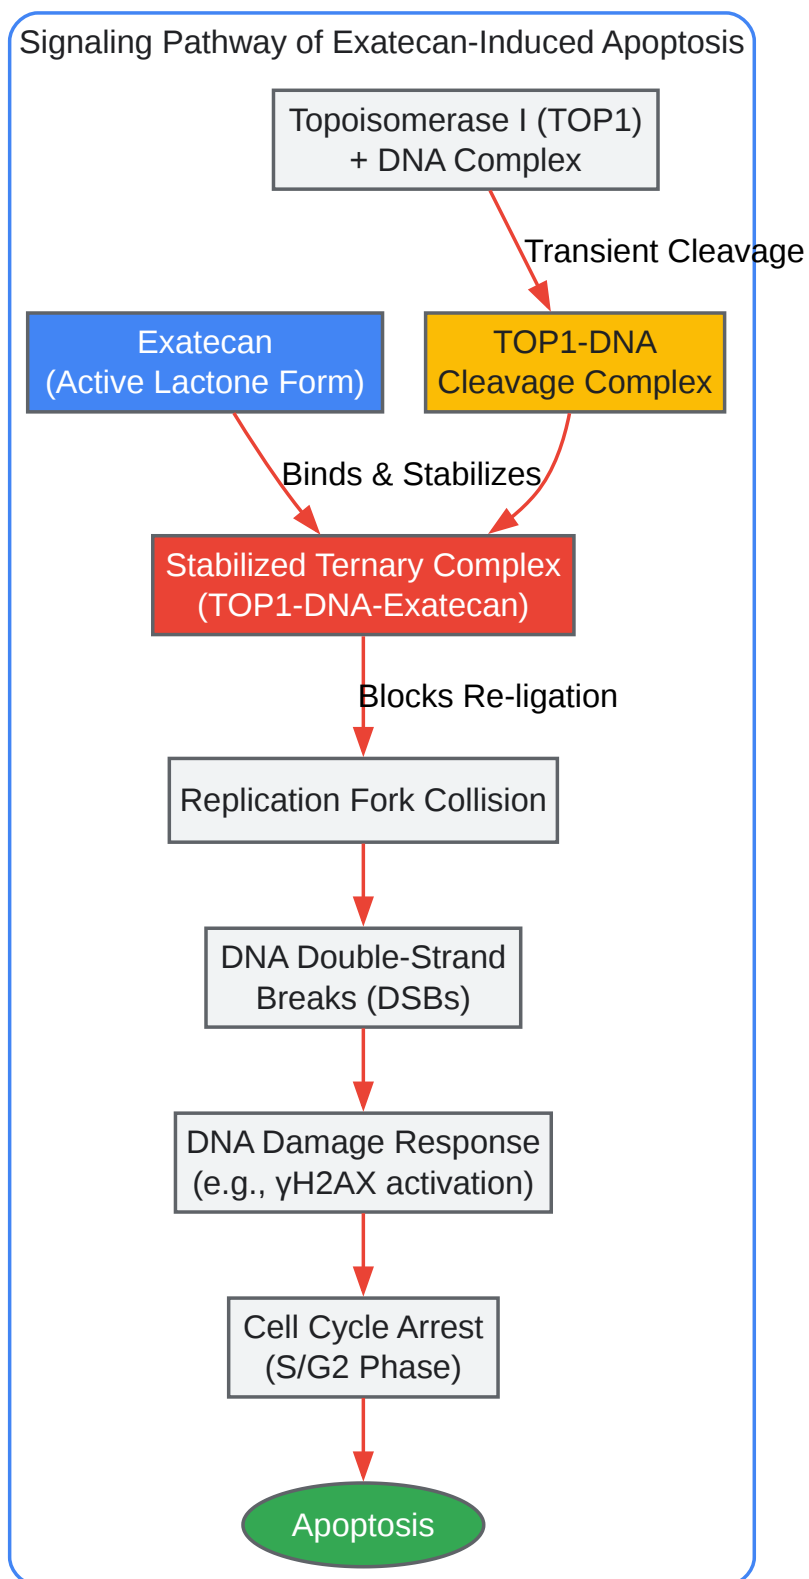 Signaling Pathway of Exatecan-Induced Apoptosis
Topoisomerase I (TOP1)
+ DNA Complex
Transient Cleavage
Exatecan
(Active Lactone Form)
TOP1-DNA
Cleavage Complex
Binds & Stabilizes
Stabilized Ternary Complex
(TOP1-DNA-Exatecan)
Blocks Re-ligation
Replication Fork Collision
DNA Double-Strand
Breaks (DSBs)
DNA Damage Response
(e.g., γH2AX activation)
Cell Cycle Arrest
(S/G2 Phase)
Apoptosis